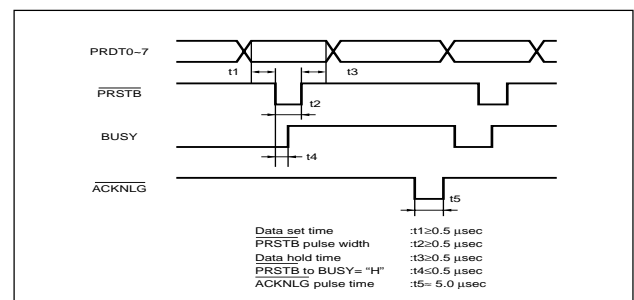 PRDT0~7
t1
t3
PRSTB
t2
BUSY
t4
ACKNLG
t5
Data set time :t1≥0.5 μsec
PRSTB pulse width :t2≥0.5 μsec
Data hold time :t3≥0.5 μsec
PRSTB to BUSY= “H” :t4≤0.5 μsec
ACKNLG pulse time :t5≈ 5.0 μsec